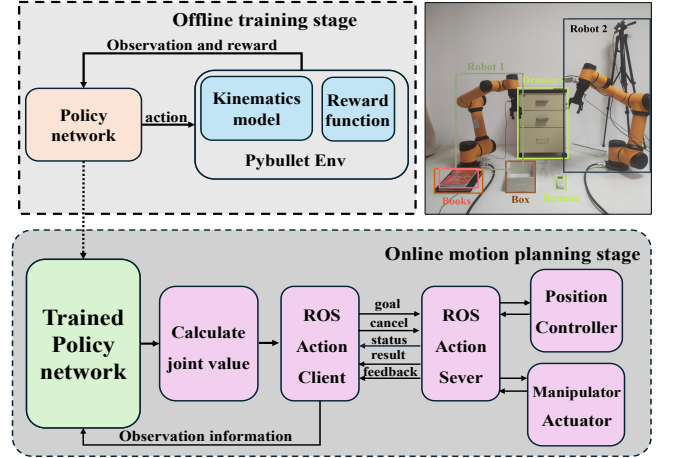 Offline training stage
Observation and reward
Policy
network
action
Kinematics
model
Reward
function
Pybullet Env
Robot 2
Robot 1
Drawer
Books
Box
Remote
Online motion planning stage
Trained
Policy
network
Calculate
joint value
ROS
Action
Client
goal
cancel
status
result
feedback
ROS
Action
Sever
Position
Controller
Manipulator
Actuator
Observation information